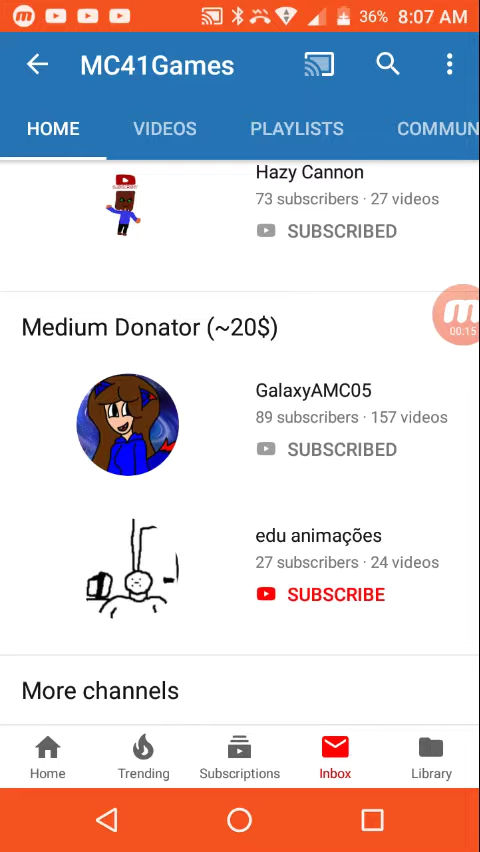 36% 8:07 AM
MC41Games
HOME VIDEOS PLAYLISTS COMMUN
Hazy Cannon
73 subscribers · 27 videos
SUBSCRIBED
00:15
Medium Donator (~20$)
GalaxyAMC05
89 subscribers · 157 videos
SUBSCRIBED
edu animações
27 subscribers · 24 videos
SUBSCRIBE
More channels
Home Trending Subscriptions Inbox Library